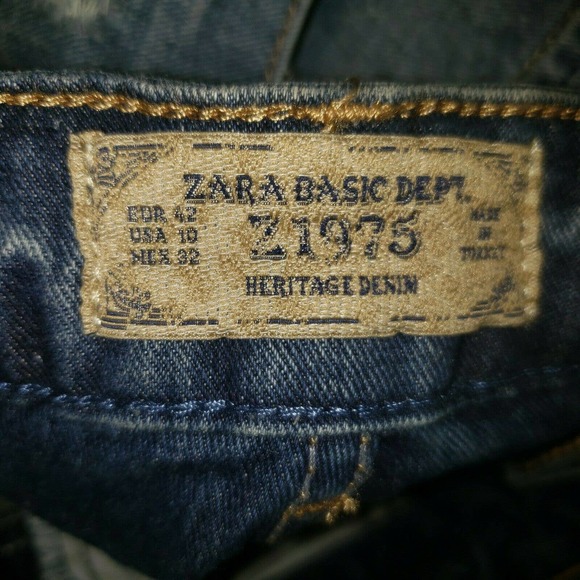 ZARA BASIC DEPT.
EUR 42
USA 10
MEX 32
Z1975
MADE
IN
TURKEY
HERITAGE DENIM